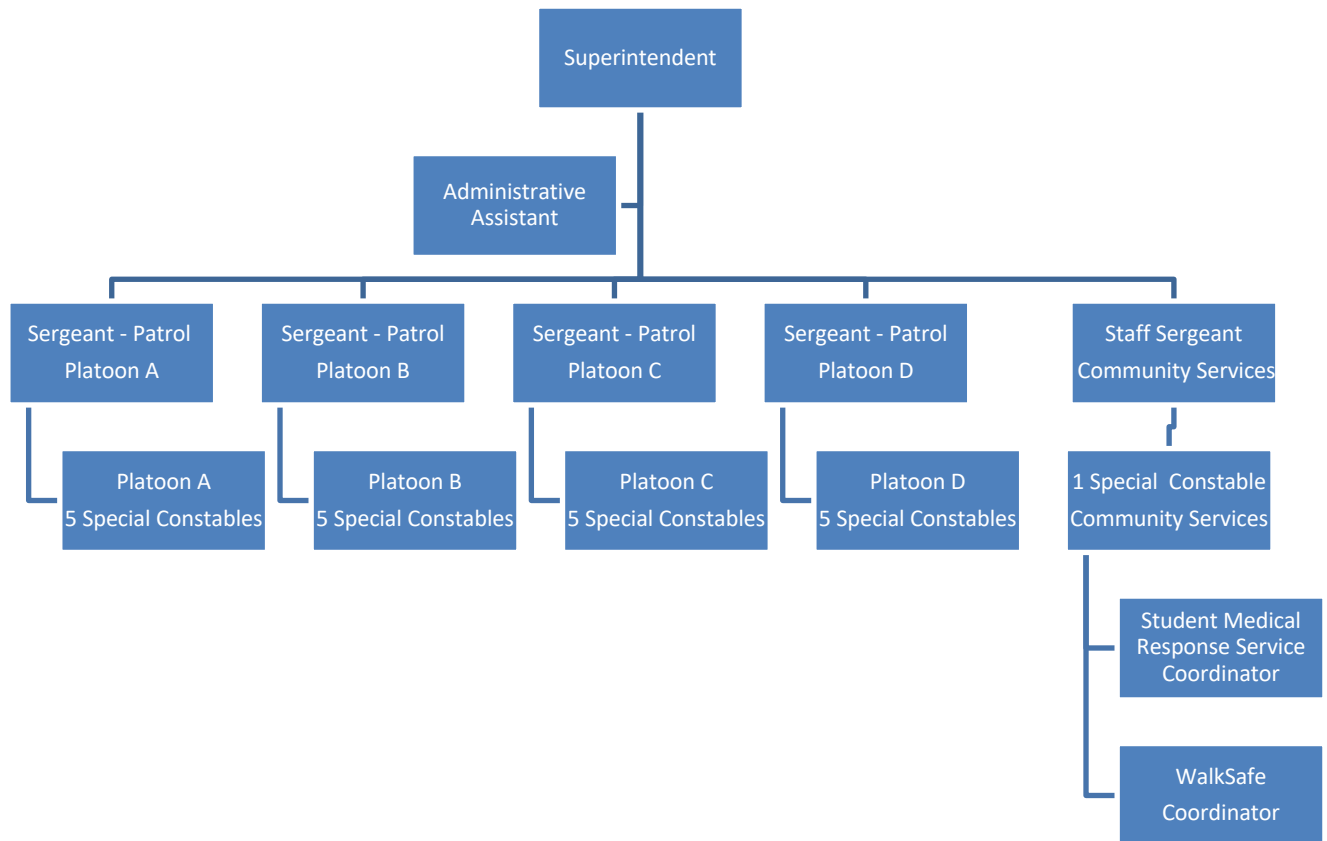 Superintendent
Administrative
Assistant
Sergeant - Patrol
Platoon A
Sergeant - Patrol
Platoon B
Sergeant - Patrol
Platoon C
Sergeant - Patrol
Platoon D
Staff Sergeant
Community Services
Platoon A
5 Special Constables
Platoon B
5 Special Constables
Platoon C
5 Special Constables
Platoon D
5 Special Constables
1 Special  Constable
Community Services
Student Medical
Response Service
Coordinator
WalkSafe
Coordinator